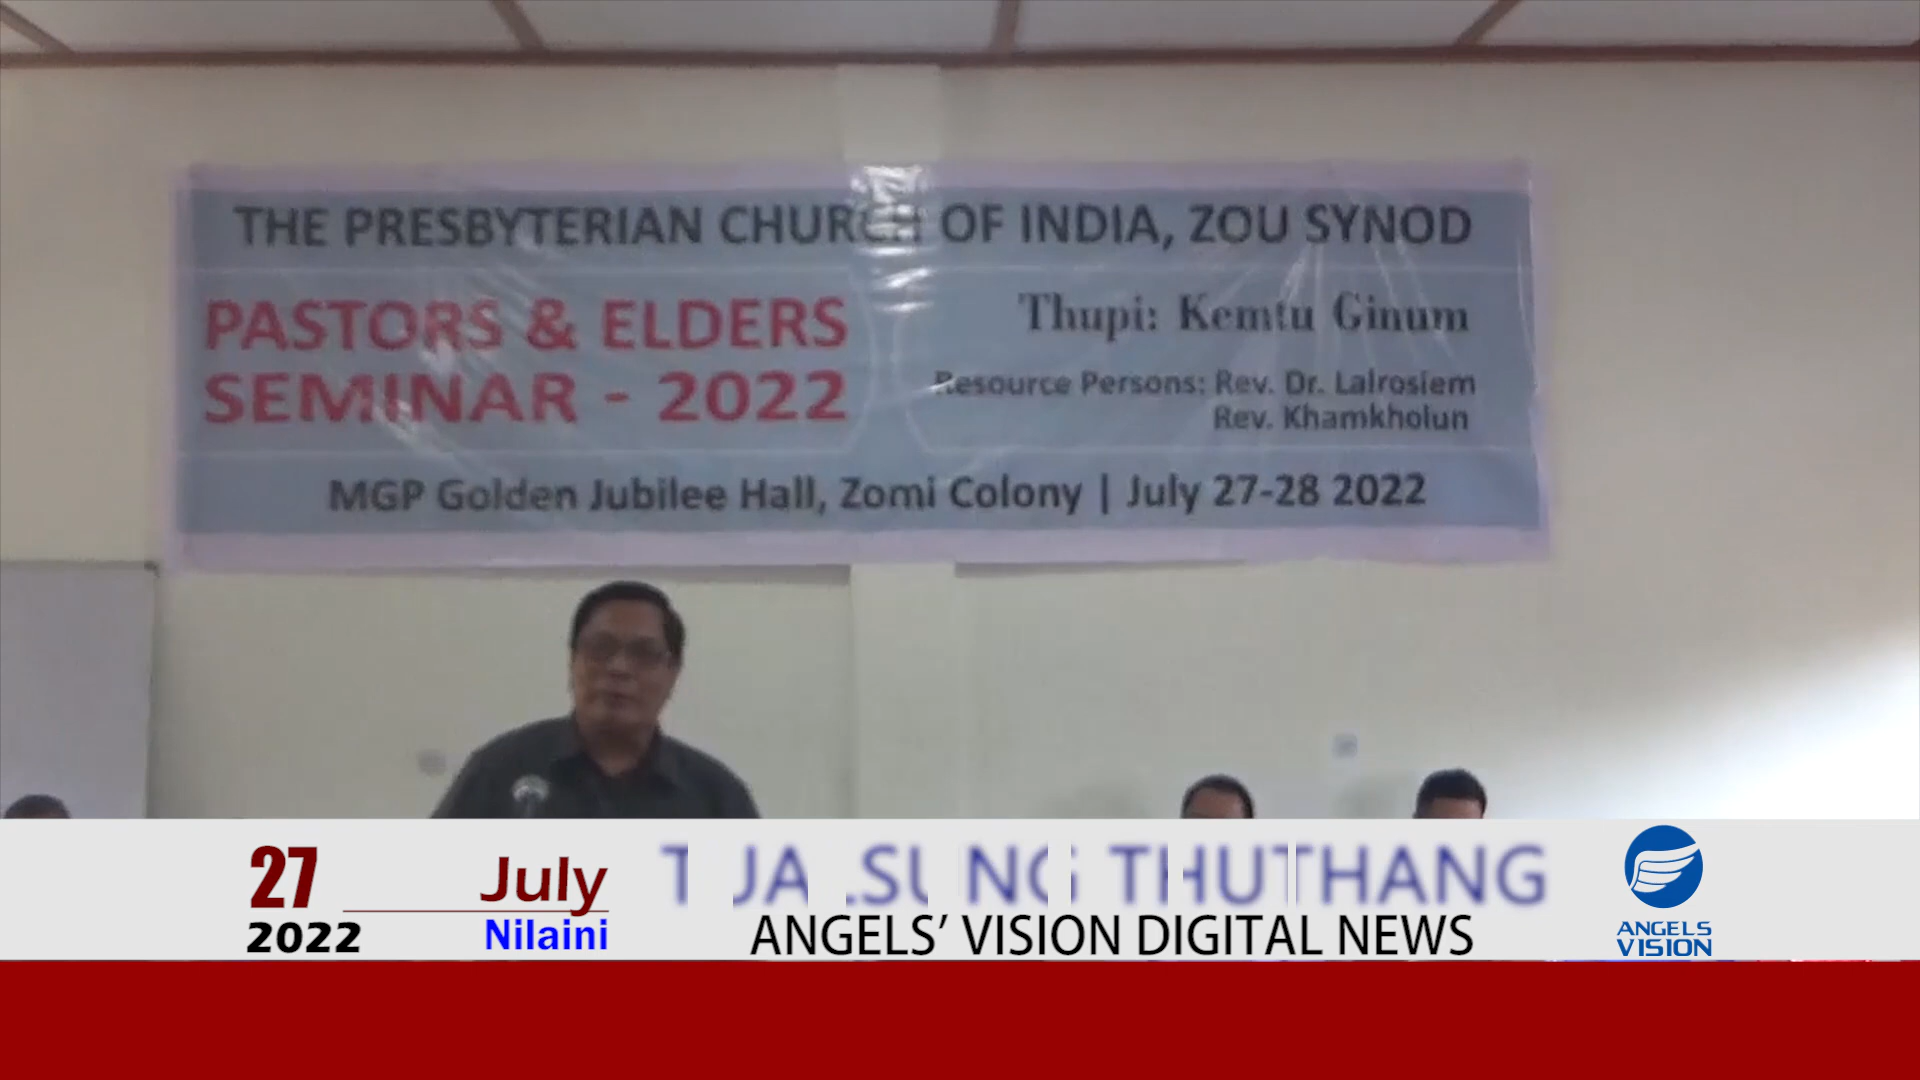 THE PRESBYTERIAN CHURCH OF INDIA, ZOU SYNOD
PASTORS & ELDERS
SEMINAR - 2022
Thupi: Kemtu Ginum
Resource Persons: Rev. Dr. Lalrosiem
Rev. Khamkholun
MGP Golden Jubilee Hall, Zomi Colony | July 27-28 2022
27 July
2022 Nilaini
THUTHANG
ANGELS' VISION DIGITAL NEWS
ANGELS
VISION